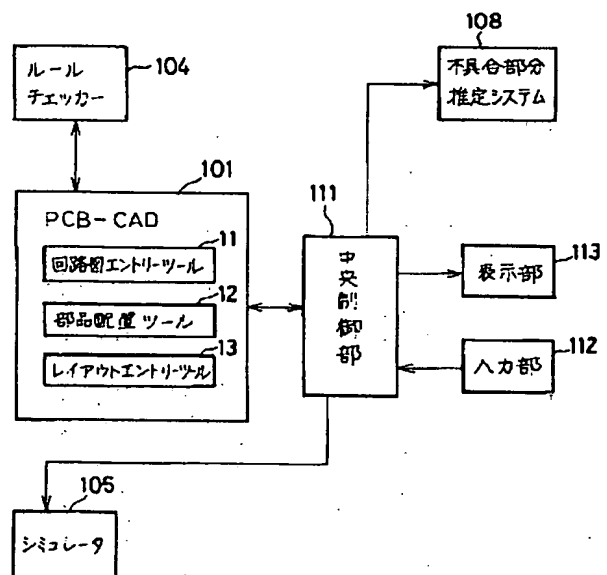 108
不具合部分
推定システム
ルール
チェッカー
104
101
PCB-CAD
11
回路図エントリーツール
12
部品配置ツール
13
レイアウトエントリーツール
111
中央制御部
表示部
113
入力部
112
105
シミュレータ